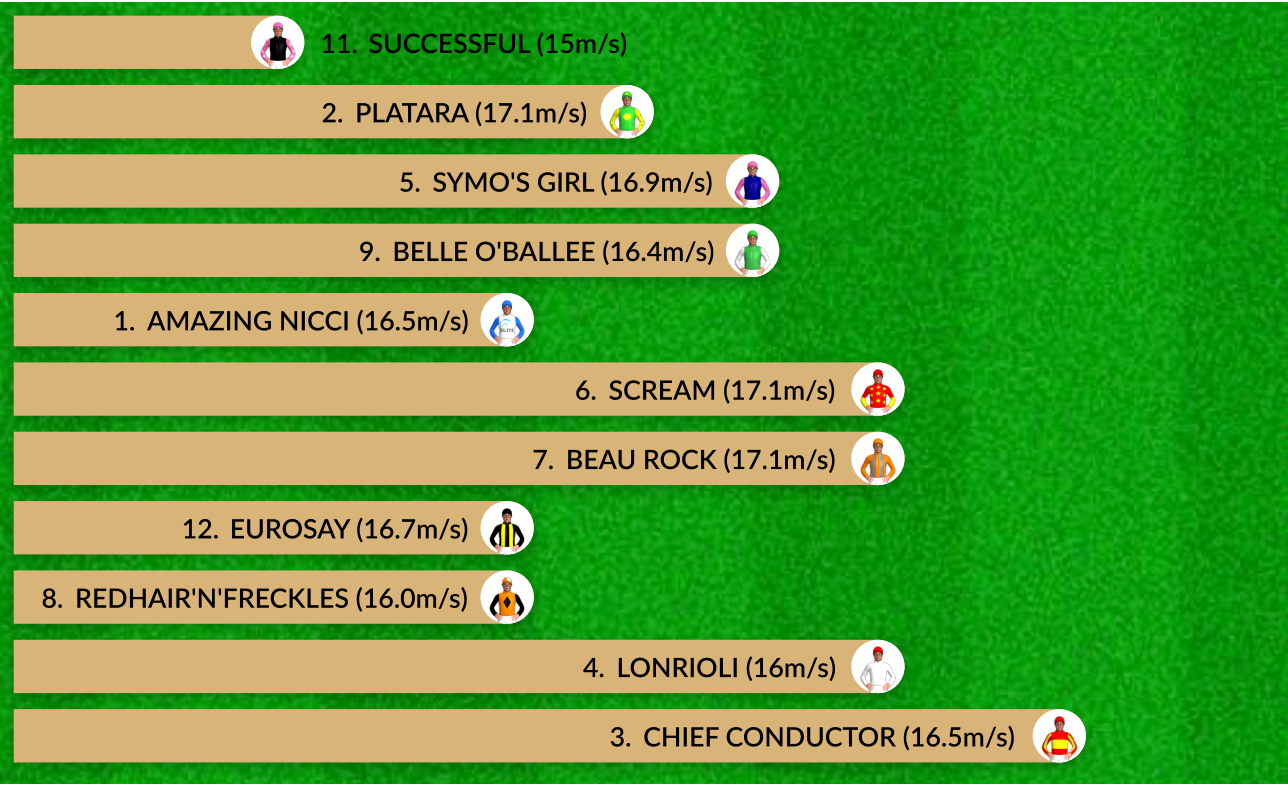 11. SUCCESSFUL (15m/s)
2. PLATARA (17.1m/s)
5. SYMO'S GIRL (16.9m/s)
9. BELLE O'BALLEE (16.4m/s)
1. AMAZING NICCI (16.5m/s)
6. SCREAM (17.1m/s)
7. BEAU ROCK (17.1m/s)
12. EUROSAY (16.7m/s)
8. REDHAIR'N'FRECKLES (16.0m/s)
4. LONRIOLI (16m/s)
3. CHIEF CONDUCTOR (16.5m/s)